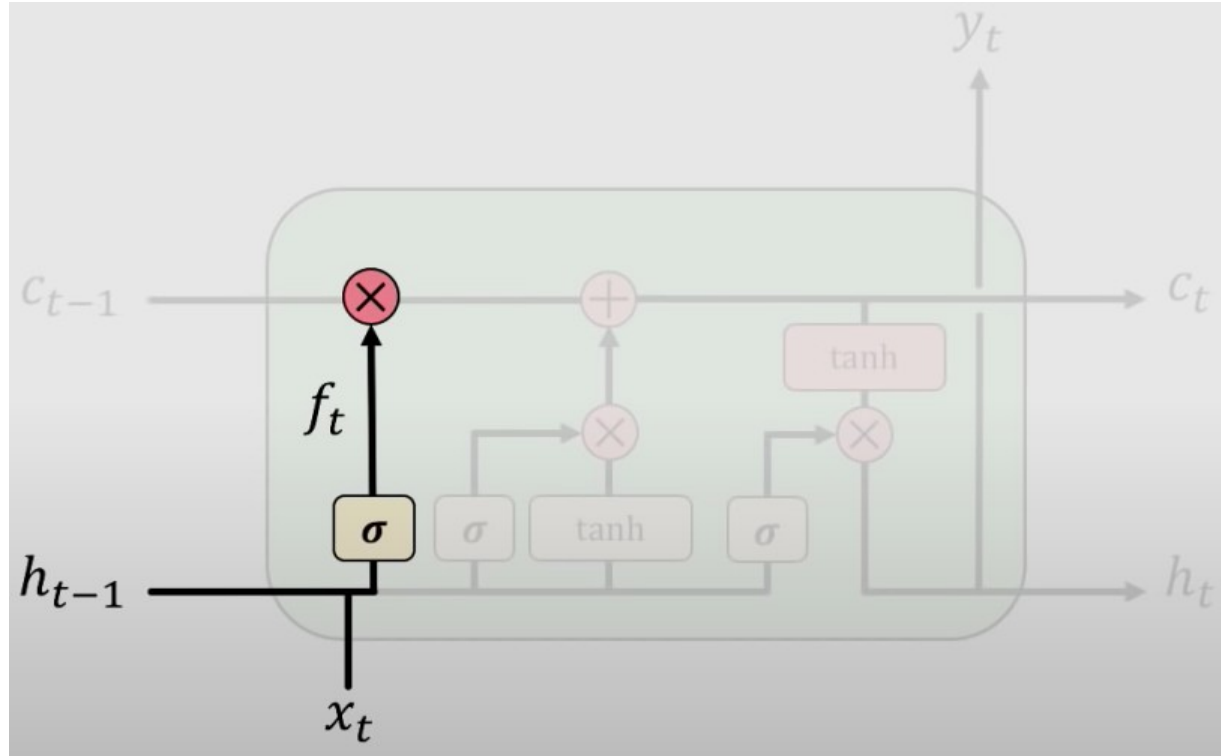 y_t
c_{t-1} × + c_t
tanh
f_t × ×
σ σ tanh σ
h_{t-1} h_t
x_t